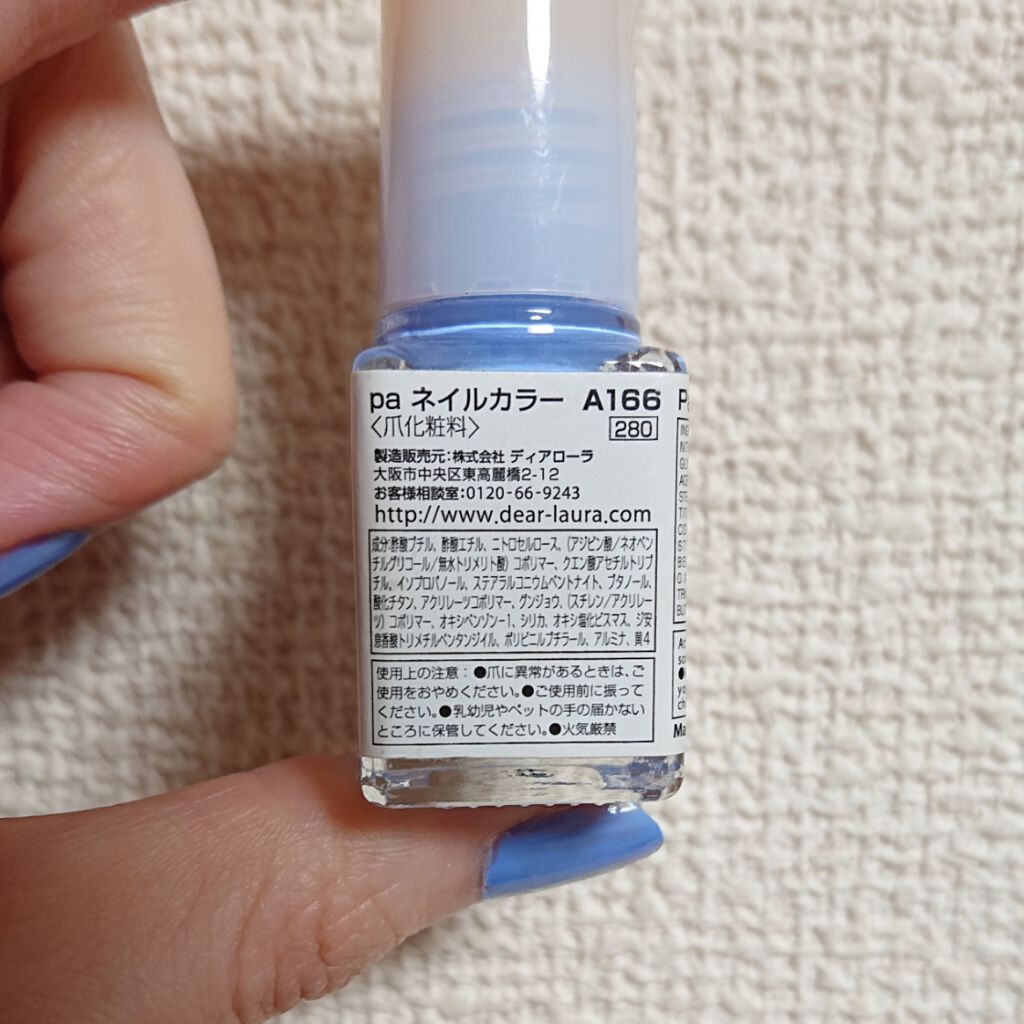 pa ネイルカラー A166
〈爪化粧料〉 280
製造販売元:株式会社 ディアローラ
大阪市中央区東高麗橋2-12
お客様相談室:0120-66-9243
http://www.dear-laura.com
成分:酢酸ブチル、酢酸エチル、ニトロセルロース、(アジピン酸/ネオペン
チルグリコール/無水トリメリト酸) コポリマー、クエン酸アセチルトリブ
チル、イソプロパノール、ステアラルコニウムベントナイト、ブタノール、
酸化チタン、アクリレーツコポリマー、グンジョウ、(スチレン/アクリレー
ツ) コポリマー、オキシベンゾン-1、シリカ、オキシ塩化ビスマス、ジ安
息香酸トリメチルペンタンジイル、ポリビニルブチラール、アルミナ、黄4
使用上の注意:●爪に異常があるときは、ご
使用をおやめください。●ご使用前に振って
ください。●乳幼児やペットの手の届かない
ところに保管してください。●火気厳禁